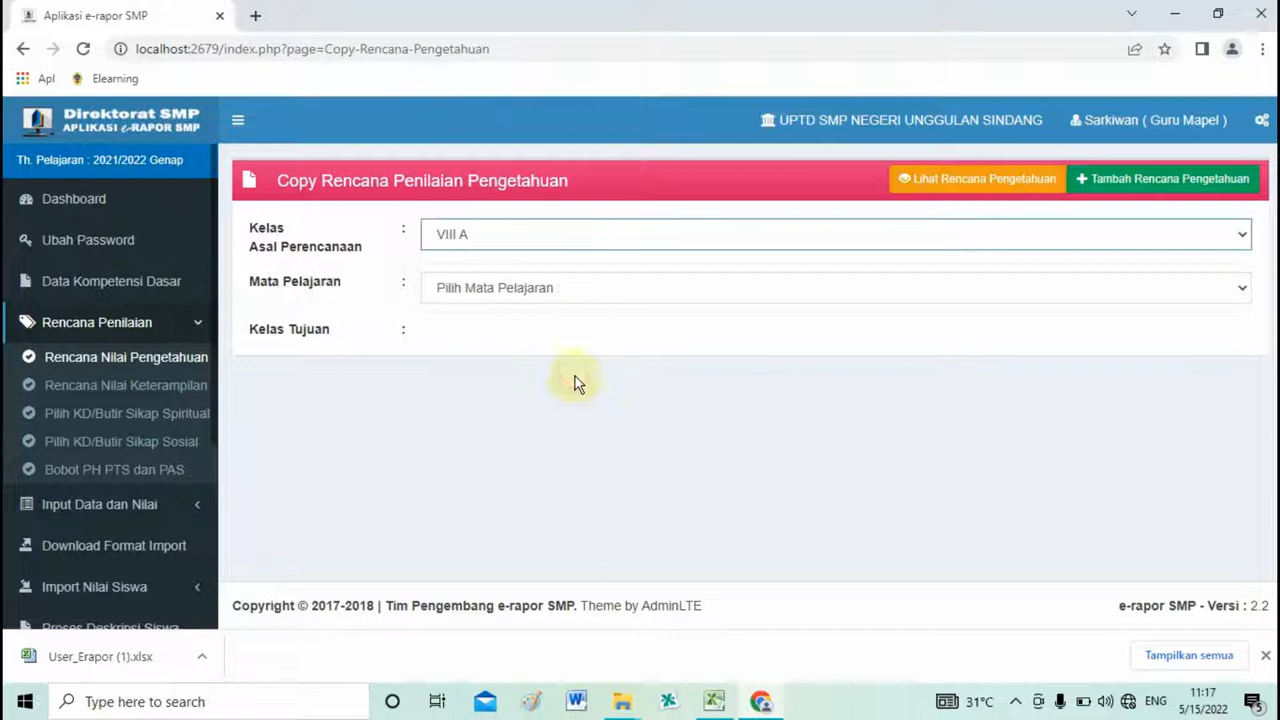 Aplikasi e-rapor SMP
localhost:2679/index.php?page=Copy-Rencana-Pengetahuan
Apl
Elearning
Direktorat SMP
APLIKASI e-RAPOR SMP
UPTD SMP NEGERI UNGGULAN SINDANG
Sarkiwan ( Guru Mapel )
Th. Pelajaran : 2021/2022 Genap
Dashboard
Ubah Password
Data Kompetensi Dasar
Rencana Penilaian
Rencana Nilai Pengetahuan
Rencana Nilai Keterampilan
Pilih KD/Butir Sikap Spiritual
Pilih KD/Butir Sikap Sosial
Bobot PH PTS dan PAS
Input Data dan Nilai
Download Format Import
Import Nilai Siswa
Proses Deskripsi Siswa
Copy Rencana Penilaian Pengetahuan
Lihat Rencana Pengetahuan
Tambah Rencana Pengetahuan
Kelas
Asal Perencanaan
:
VIII A
Mata Pelajaran :
Pilih Mata Pelajaran :
Kelas Tujuan :
Copyright © 2017-2018 | Tim Pengembang e-rapor SMP. Theme by AdminLTE
e-rapor SMP - Versi : 2.2
User_Erapor (1).xlsx
Tampilkan semua
Type here to search
31°C
ENG
11:17
5/15/2022
5